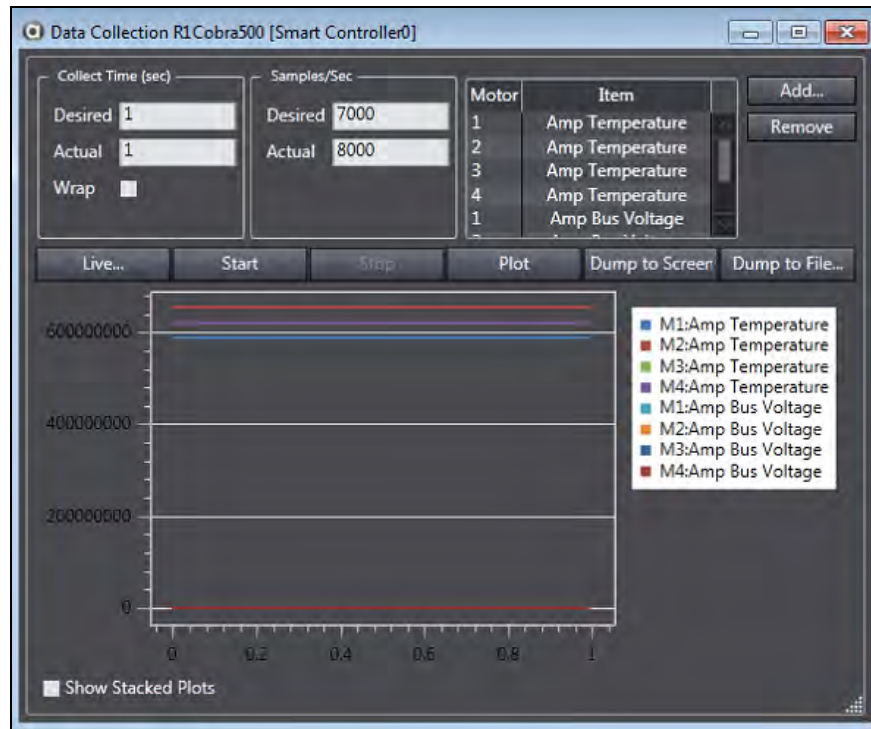 Data Collection R1Cobra500 [Smart Controller0]
Collect Time (sec)
Desired 1
Actual 1
Wrap
Samples/Sec
Desired 7000
Actual 8000
Motor Item
1 Amp Temperature
2 Amp Temperature
3 Amp Temperature
4 Amp Temperature
1 Amp Bus Voltage
Add...
Remove
Live... Start Stop Plot Dump to Screen Dump to File...
600000000
400000000
200000000
0
0 0.2 0.4 0.6 0.8 1
M1:Amp Temperature
M2:Amp Temperature
M3:Amp Temperature
M4:Amp Temperature
M1:Amp Bus Voltage
M2:Amp Bus Voltage
M3:Amp Bus Voltage
M4:Amp Bus Voltage
Show Stacked Plots